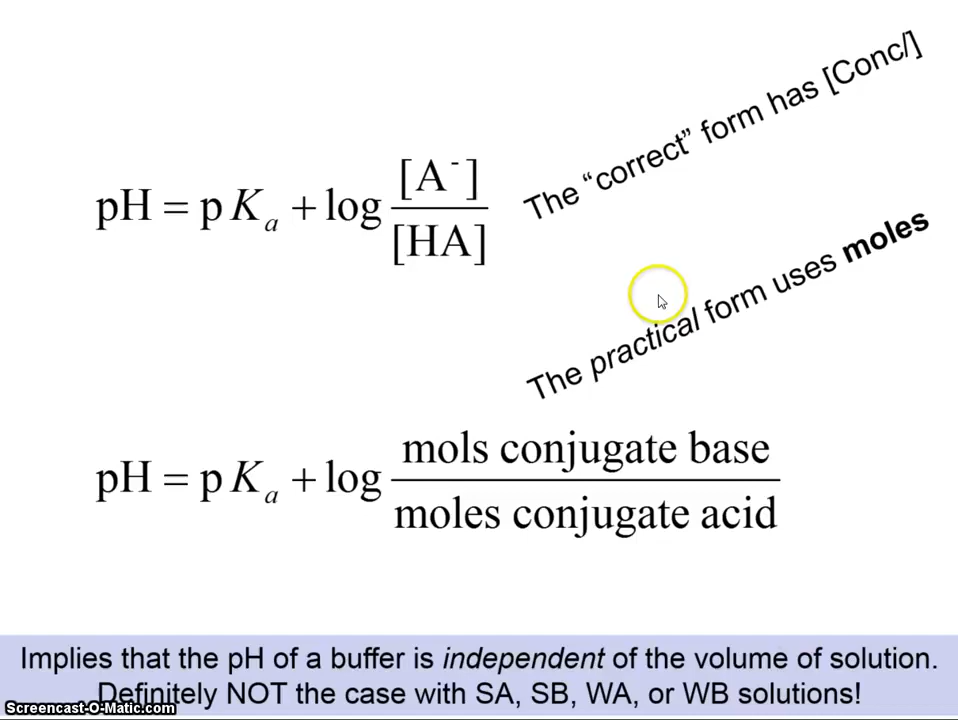 The “correct” form has [Conc/]
pH = pKa + log [A-] / [HA]
The practical form uses moles
pH = pKa + log mols conjugate base / moles conjugate acid
Implies that the pH of a buffer is independent of the volume of solution.
Definitely NOT the case with SA, SB, WA, or WB solutions!
Screencast-O-Matic.com